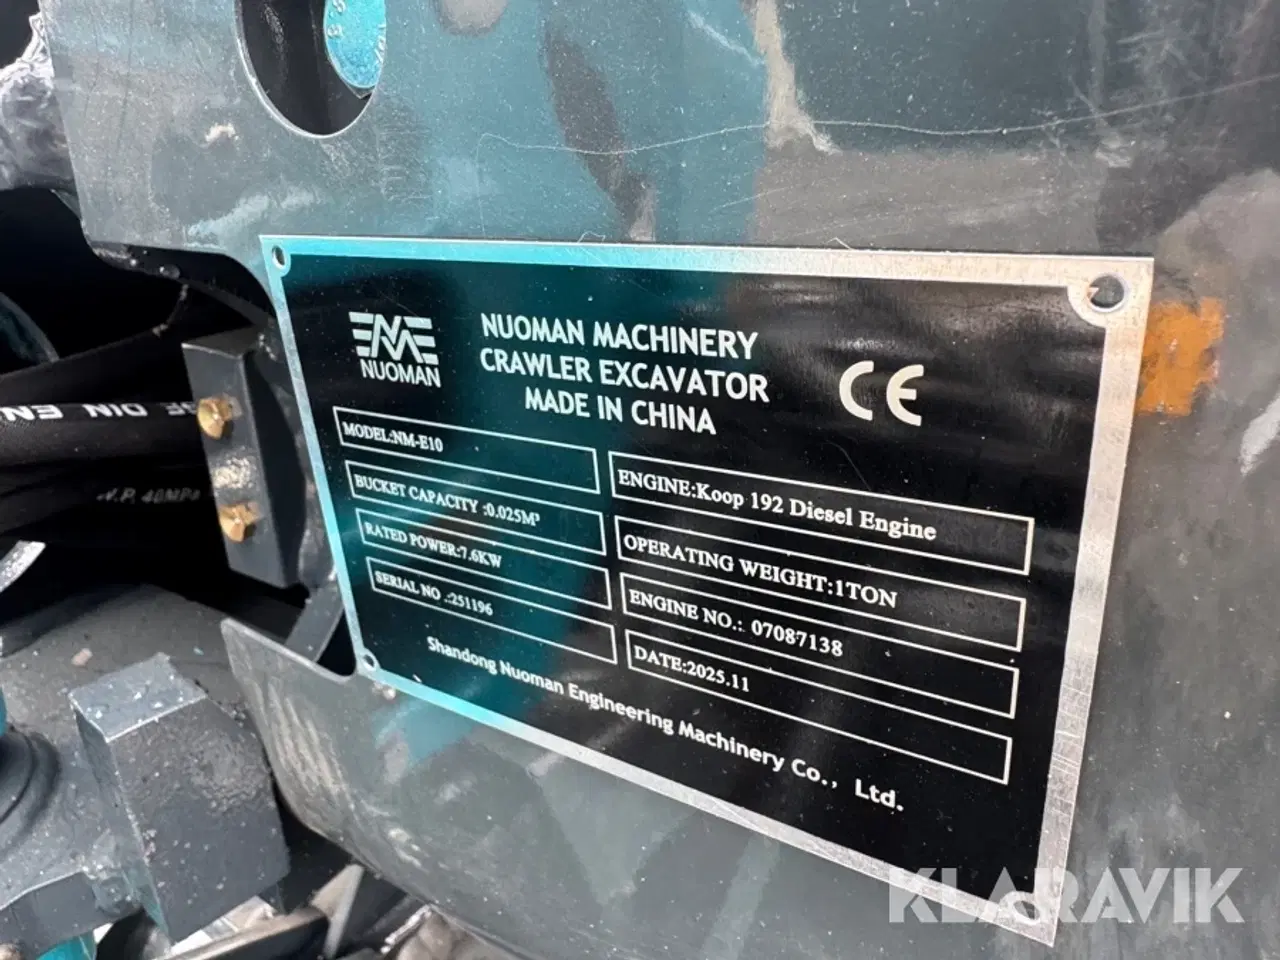 NUOMAN
NUOMAN MACHINERY
CRAWLER EXCAVATOR
MADE IN CHINA
CE
MODEL:NM-E10
BUCKET CAPACITY :0.025M³
RATED POWER:7.6KW
SERIAL NO .:251196
ENGINE:Koop 192 Diesel Engine
OPERATING WEIGHT:1TON
ENGINE NO.: 07087138
DATE:2025.11
Shandong Nuoman Engineering Machinery Co., Ltd.
DIN EN
W.P. 40MPa
KLARAVIK